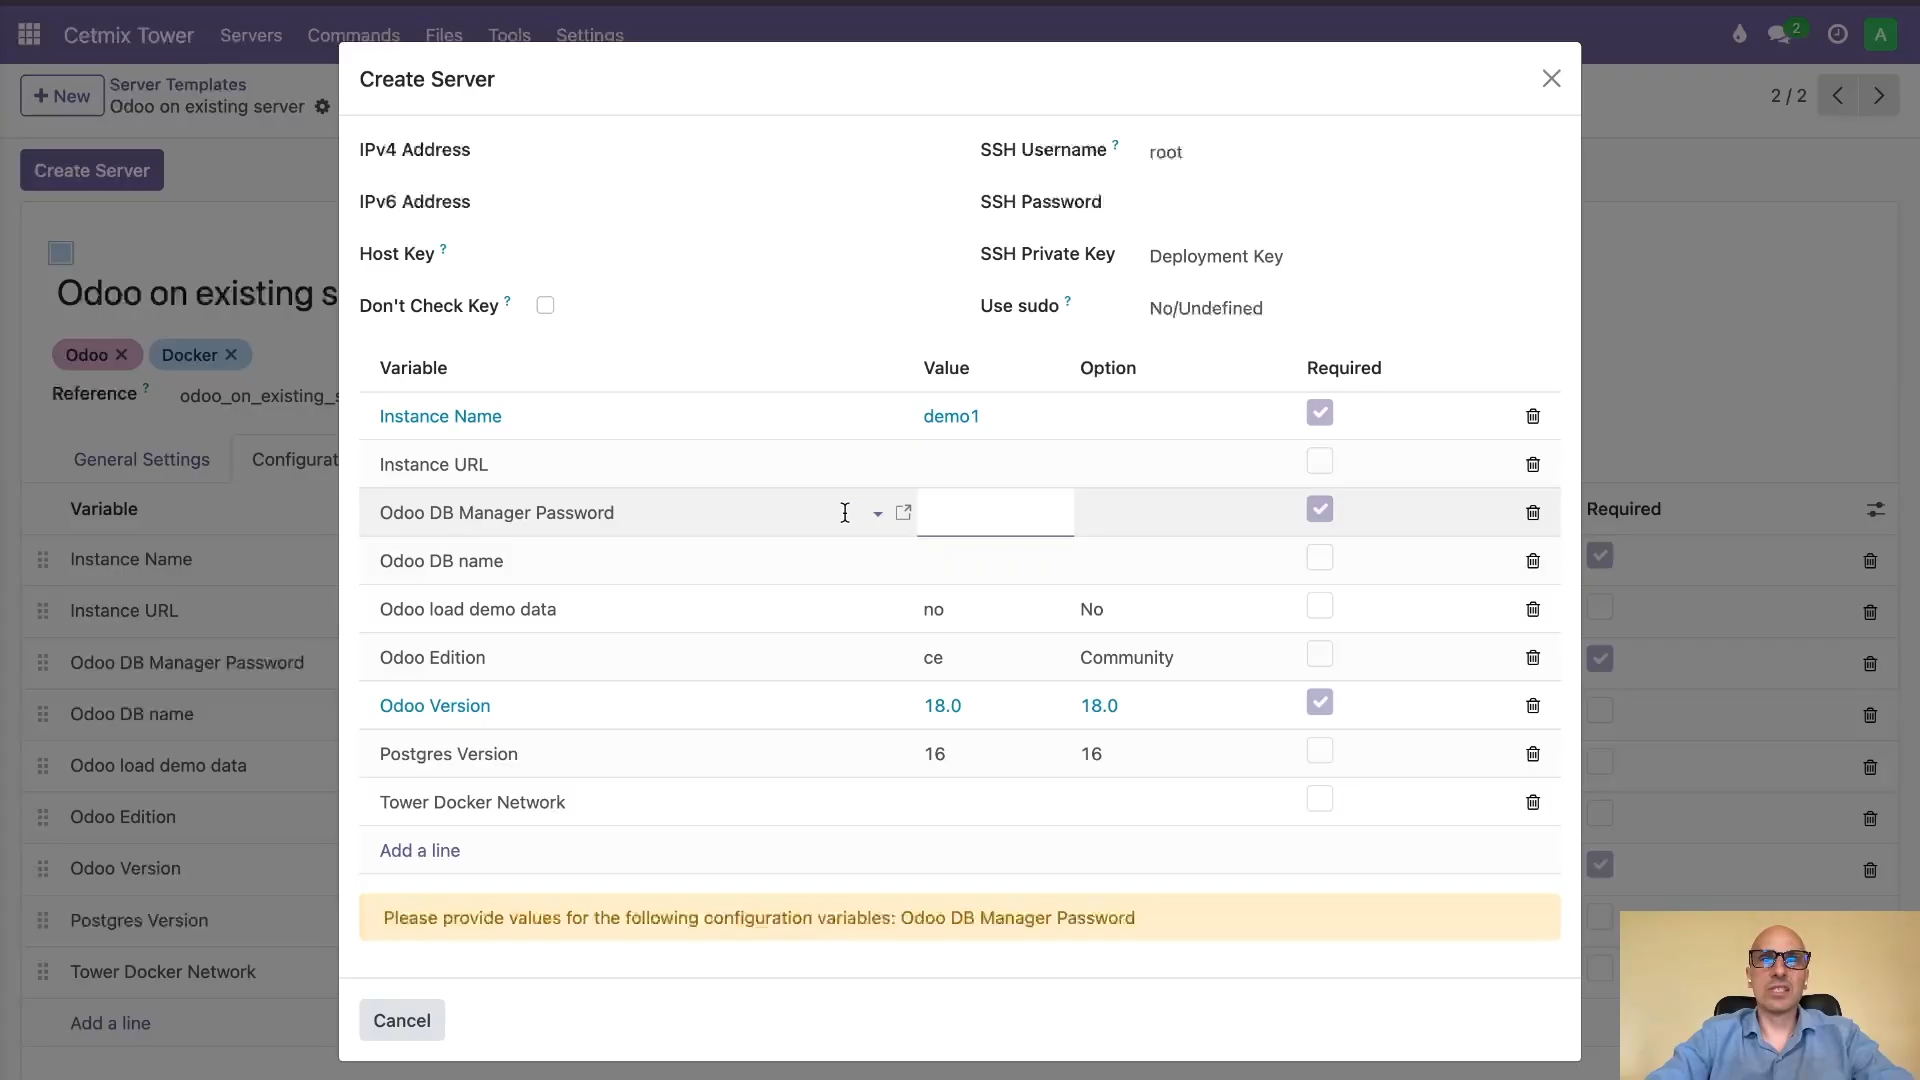 Cetmix Tower Servers Commands Files Tools Settings 2 A
+ New Server Templates
Odoo on existing server
2 / 2
Create Server
Odoo on existing s
Odoo Docker
Reference ? odoo_on_existing_s
General Settings Configurat
Variable Required
Instance Name
Instance URL
Odoo DB Manager Password
Odoo DB name
Odoo load demo data
Odoo Edition
Odoo Version
Postgres Version
Tower Docker Network
Add a line
Create Server
IPv4 Address SSH Username ? root
IPv6 Address SSH Password
Host Key ? SSH Private Key Deployment Key
Don't Check Key ? Use sudo ? No/Undefined
Variable Value Option Required
Instance Name demo1
Instance URL
Odoo DB Manager Password
Odoo DB name
Odoo load demo data no No
Odoo Edition ce Community
Odoo Version 18.0 18.0
Postgres Version 16 16
Tower Docker Network
Add a line
Please provide values for the following configuration variables: Odoo DB Manager Password
Cancel